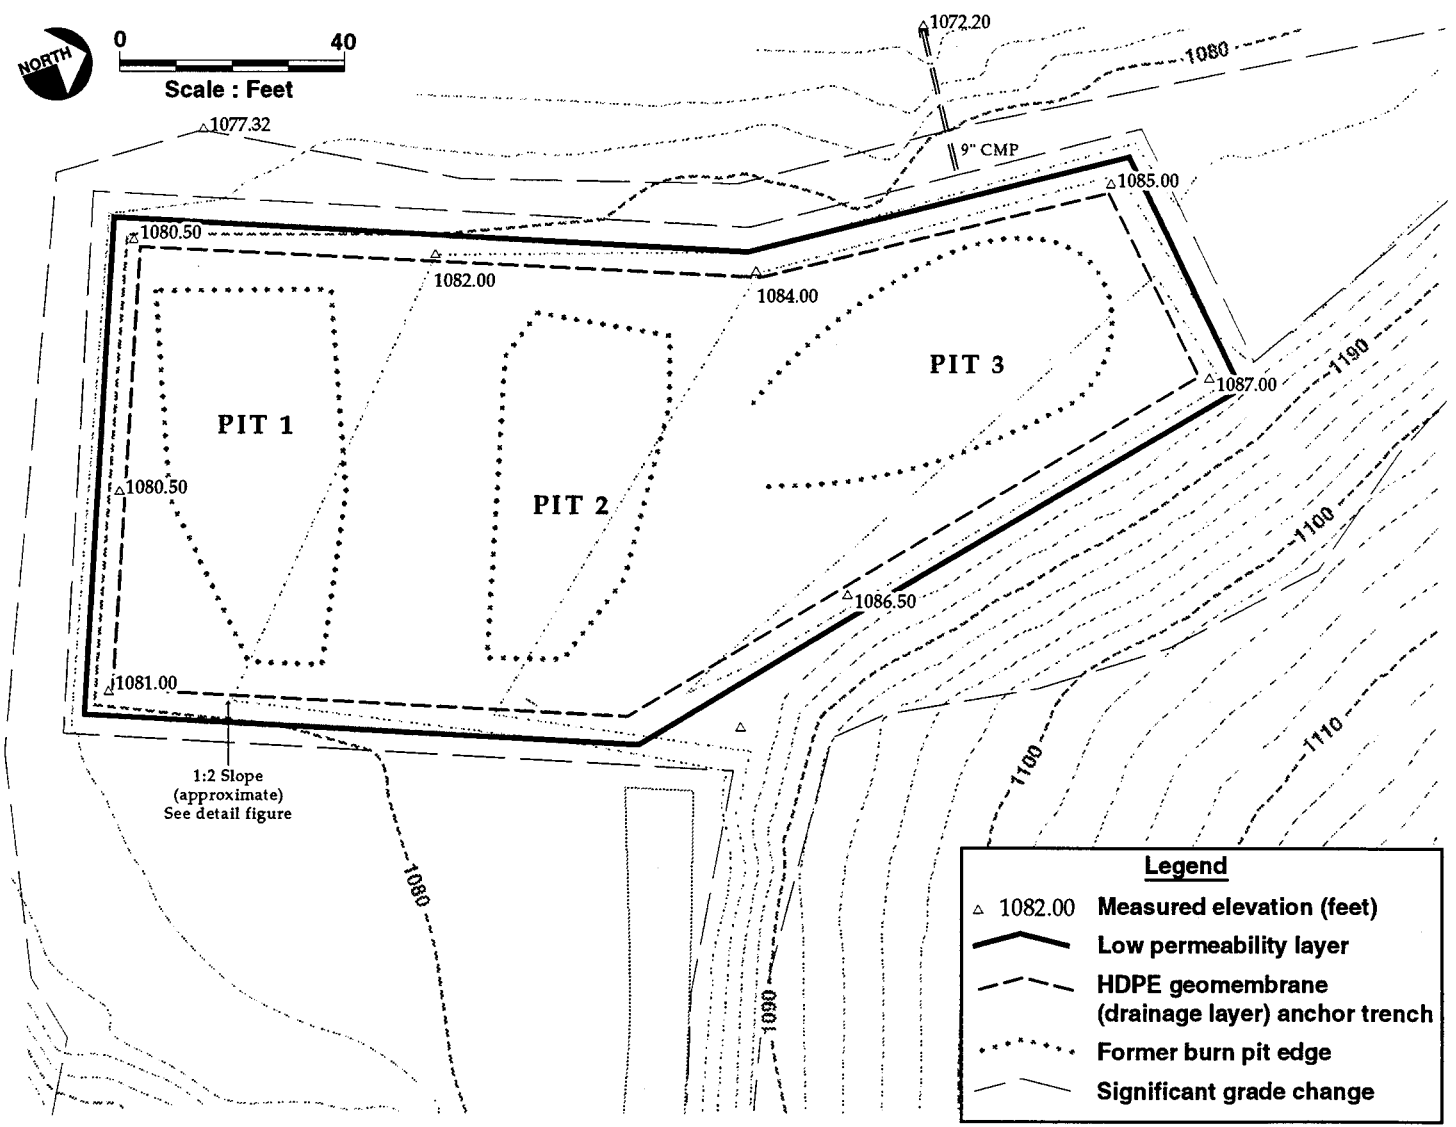 1072.20
NORTH
0 40
Scale : Feet
1080
1077.32
9" CMP
1085.00
1080.50
1082.00
1084.00
PIT 3
1190
1087.00
PIT 1
1080.50
PIT 2
1100
1086.50
1081.00
1:2 Slope
(approximate)
See detail figure
1100
1110
1080
1090
Legend
1082.00 Measured elevation (feet)
Low permeability layer
HDPE geomembrane
(drainage layer) anchor trench
Former burn pit edge
Significant grade change